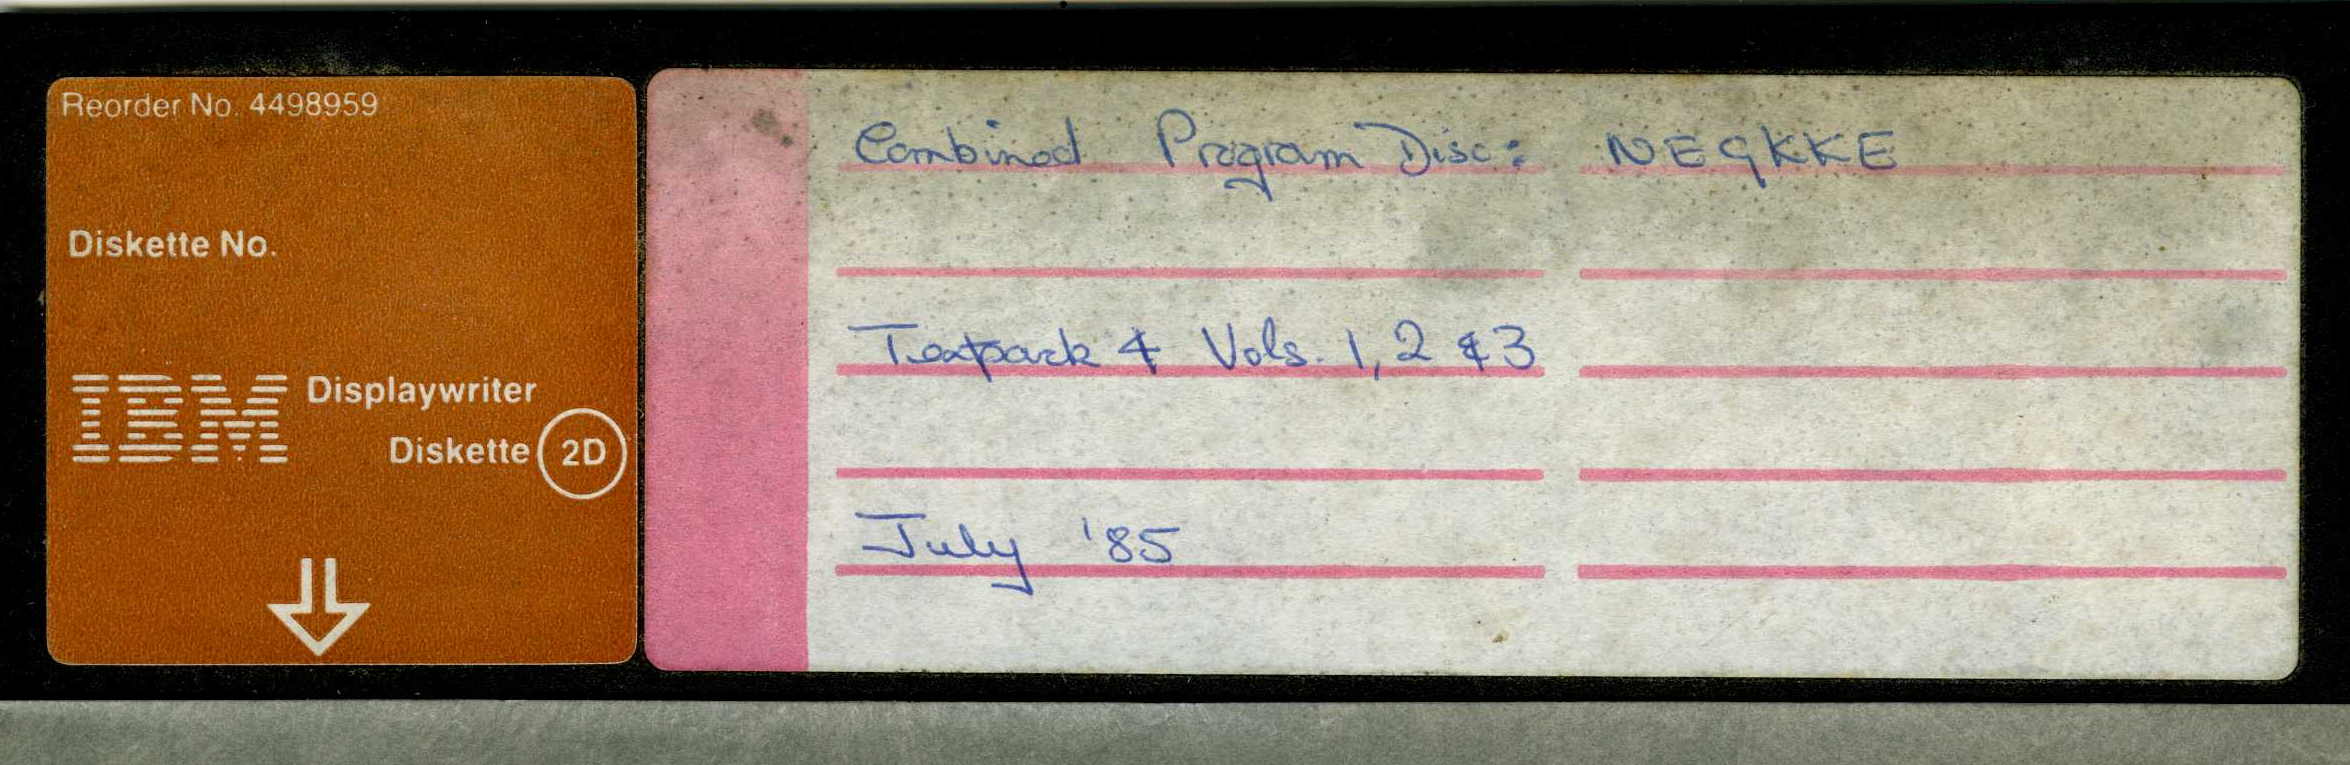 Reorder No. 4498959
Diskette No.
IBM Displaywriter
Diskette 2D
Combined Program Disc: NEQKKE
Textpack 4 Vols. 1, 2 & 3
July '85